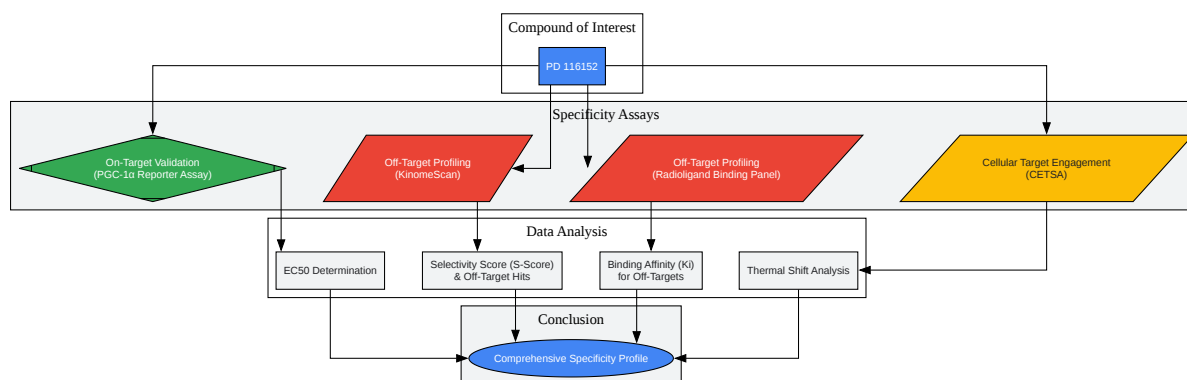 Compound of Interest
PD 116152
Specificity Assays
On-Target Validation
(PGC-1α Reporter Assay)
Off-Target Profiling
(KinomeScan)
Off-Target Profiling
(Radioligand Binding Panel)
Cellular Target Engagement
(CETSA)
Data Analysis
EC50 Determination
Selectivity Score (S-Score)
& Off-Target Hits
Binding Affinity (Ki)
for Off-Targets
Thermal Shift Analysis
Conclusion
Comprehensive Specificity Profile